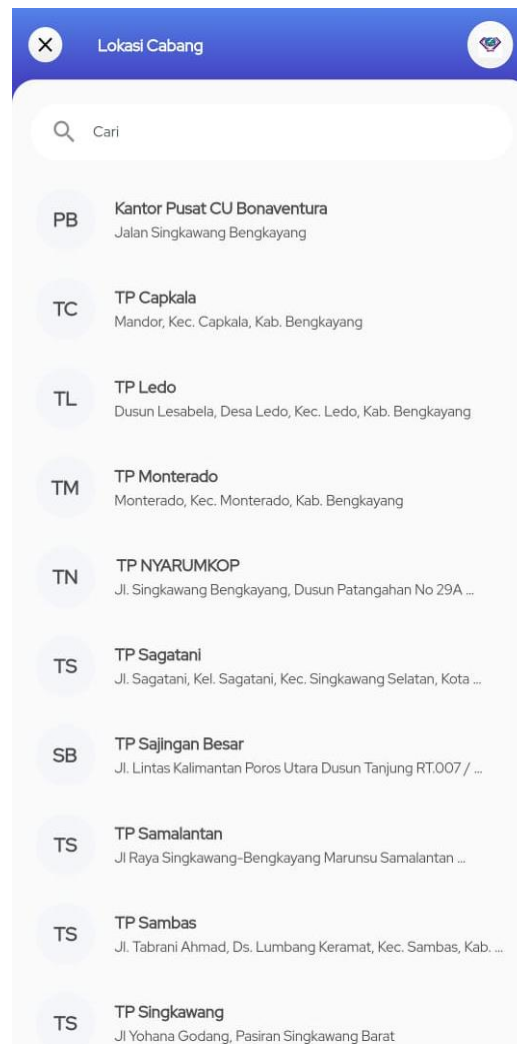 Lokasi Cabang
Cari
PB
Kantor Pusat CU Bonaventura
Jalan Singkawang Bengkayang
TC
TP Capkala
Mandor, Kec. Capkala, Kab. Bengkayang
TL
TP Ledo
Dusun Lesabela, Desa Ledo, Kec. Ledo, Kab. Bengkayang
TM
TP Monterado
Monterado, Kec. Monterado, Kab. Bengkayang
TN
TP NYARUMKOP
Jl. Singkawang Bengkayang, Dusun Patangahan No 29A ...
TS
TP Sagatani
Jl. Sagatani, Kel. Sagatani, Kec. Singkawang Selatan, Kota ...
SB
TP Sajingan Besar
Jl. Lintas Kalimantan Poros Utara Dusun Tanjung RT.007 / ...
TS
TP Samalantan
Jl Raya Singkawang-Bengkayang Marunsu Samalantan ...
TS
TP Sambas
Jl. Tabrani Ahmad, Ds. Lumbang Keramat, Kec. Sambas, Kab. ...
TS
TP Singkawang
Jl Yohana Godang, Pasiran Singkawang Barat